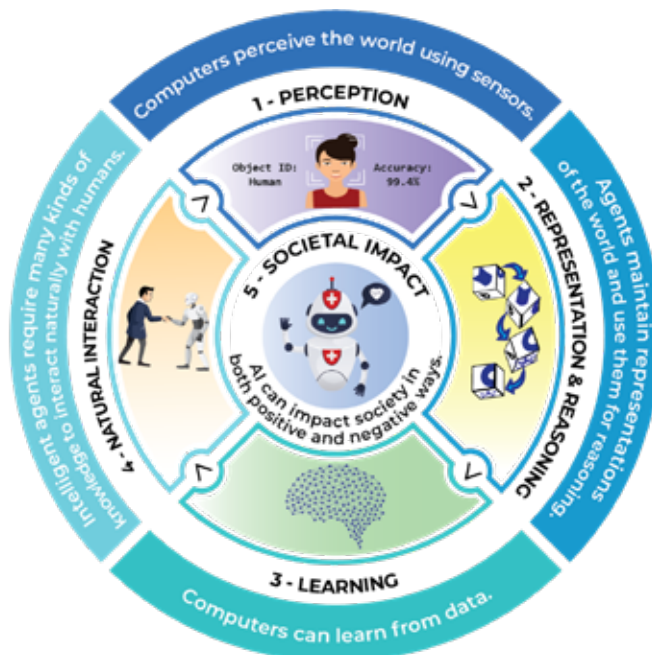 Computers perceive the world using sensors.
1 - PERCEPTION
Object ID:
Human
Accuracy:
99.4%
Agents maintain representations
of the world and use them for reasoning.
2 - REPRESENTATION & REASONING
3 - LEARNING
Computers can learn from data.
Intelligent agents require many kinds of
knowledge to interact naturally with humans.
4 - NATURAL INTERACTION
5 - SOCIETAL IMPACT
AI can impact society in
both positive and negative ways.